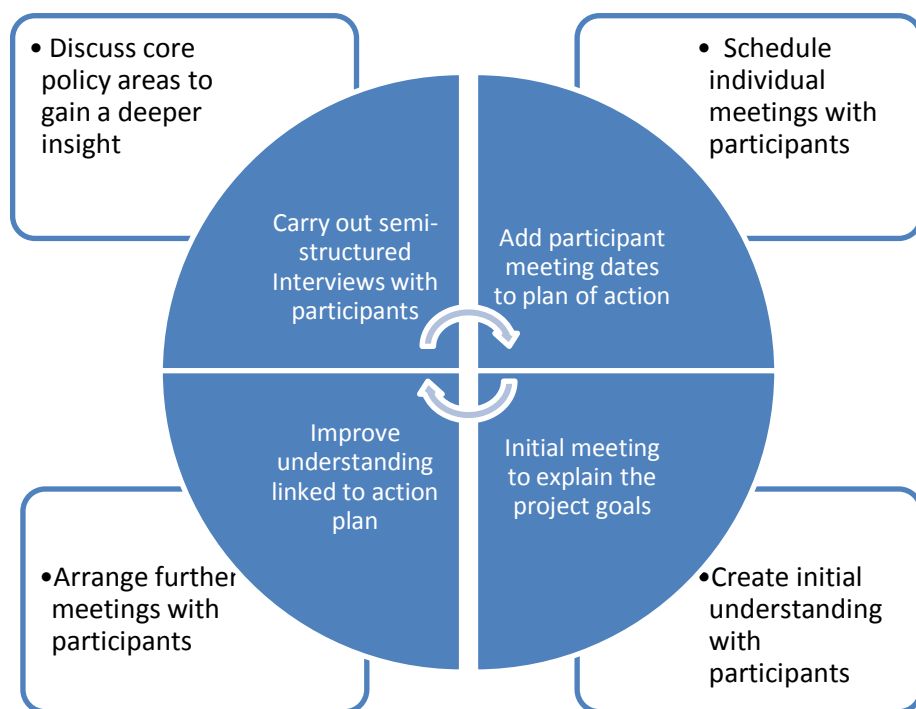 • Discuss core
policy areas to
gain a deeper
insight
• Schedule
individual
meetings with
participants
Carry out semi-
structured
Interviews with
participants
Add participant
meeting dates
to plan of action
Improve
understanding
linked to action
plan
Initial meeting
to explain the
project goals
•Arrange further
meetings with
participants
•Create initial
understanding
with
participants